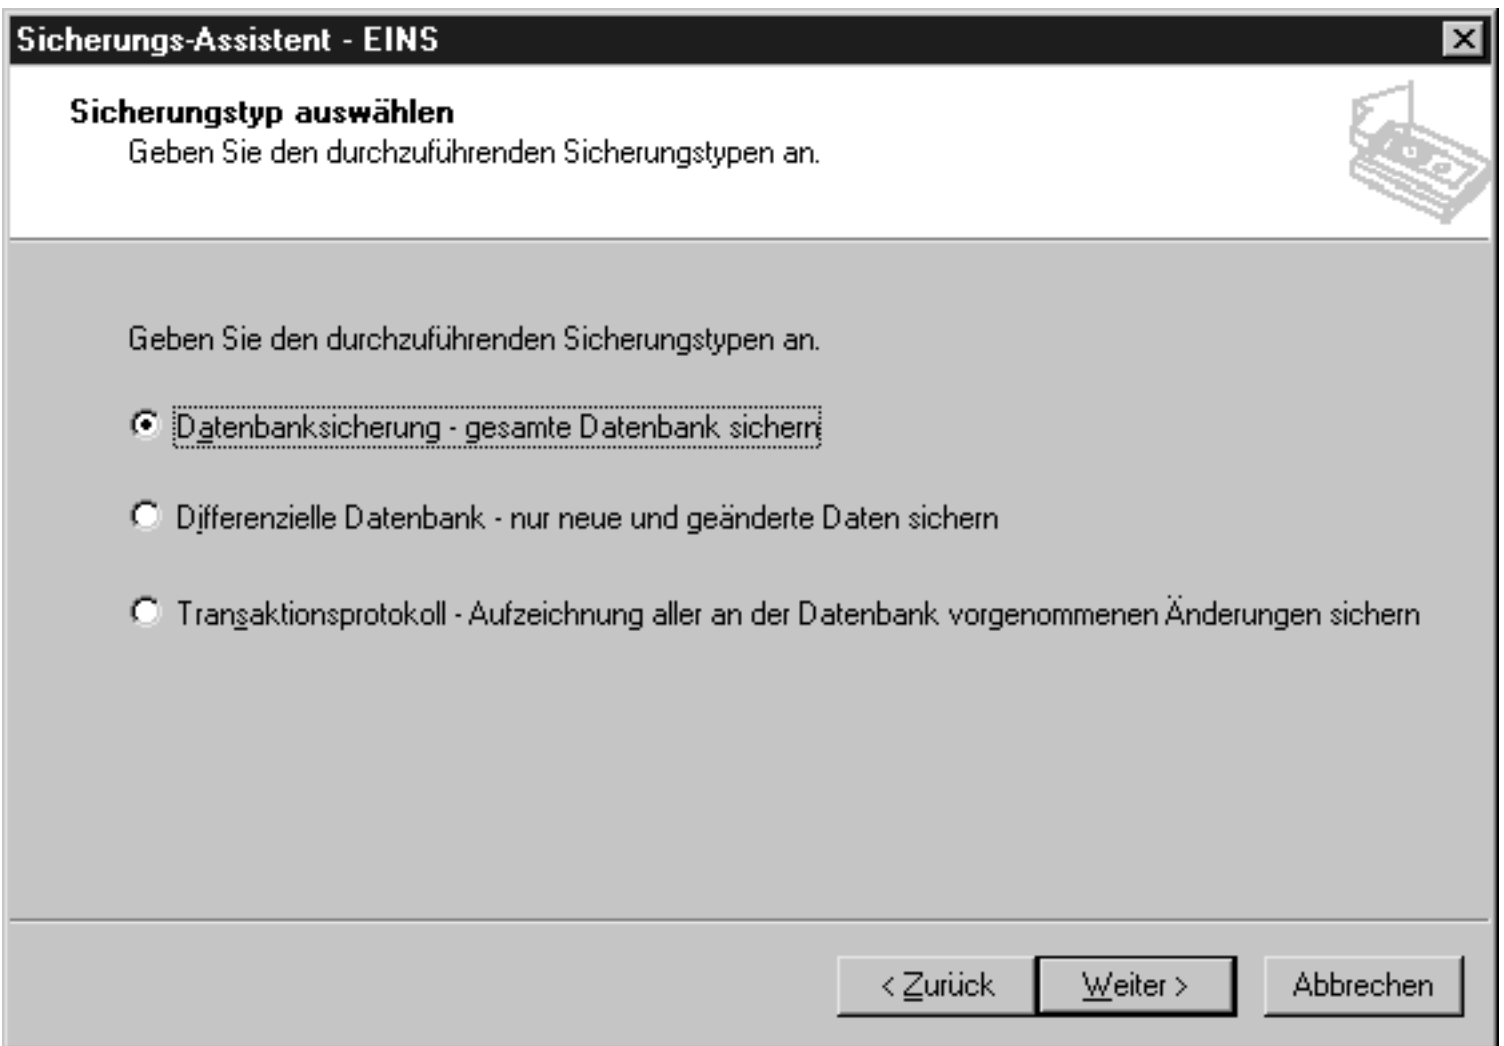 Sicherungs-Assistent - EINS
Sicherungstyp auswählen
Geben Sie den durchzuführenden Sicherungstypen an.
Geben Sie den durchzuführenden Sicherungstypen an.
Datenbanksicherung - gesamte Datenbank sichern
Differenzielle Datenbank - nur neue und geänderte Daten sichern
Transaktionsprotokoll - Aufzeichnung aller an der Datenbank vorgenommenen Änderungen sichern
< Zurück
Weiter >
Abbrechen